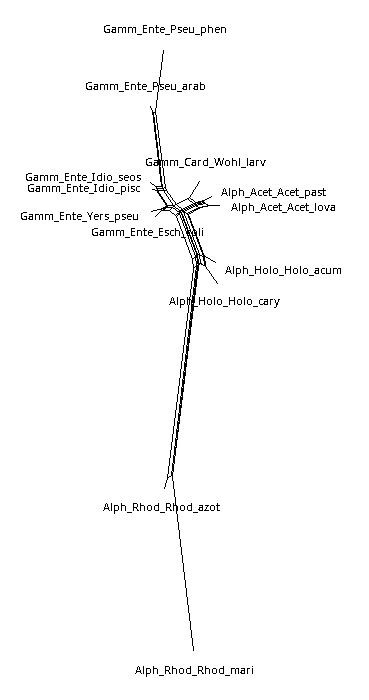 Gamm_Ente_Pseu_phen
Gamm_Ente_Pseu_arab
Gamm_Card_Wohl_larv
Gamm_Ente_Idio_seos
Gamm_Ente_Idio_pisc
Alph_Acet_Acet_past
Alph_Acet_Acet_lova
Gamm_Ente_Yers_pseu
Gamm_Ente_Esch_coli
Alph_Holo_Holo_acum
Alph_Holo_Holo_cary
Alph_Rhod_Rhod_azot
Alph_Rhod_Rhod_mari